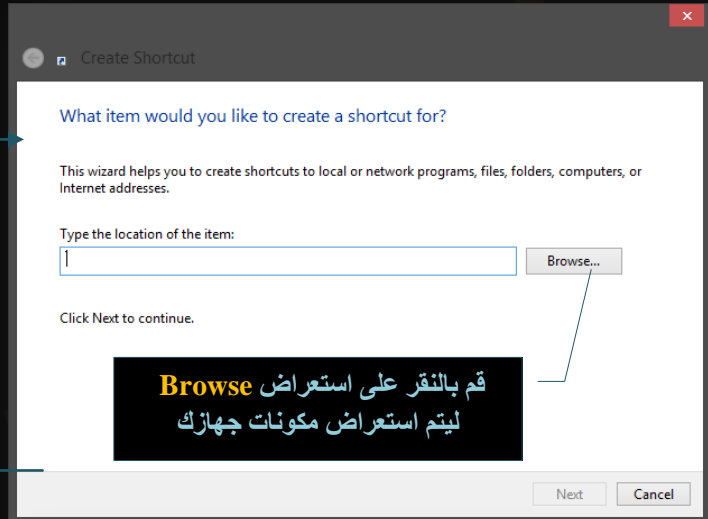 Create Shortcut
What item would you like to create a shortcut for?
This wizard helps you to create shortcuts to local or network programs, files, folders, computers, or
Internet addresses.
Type the location of the item:
Browse...
Click Next to continue.
قم بالنقر على استعراض Browse
ليتم استعراض مكونات جهازك
Next
Cancel